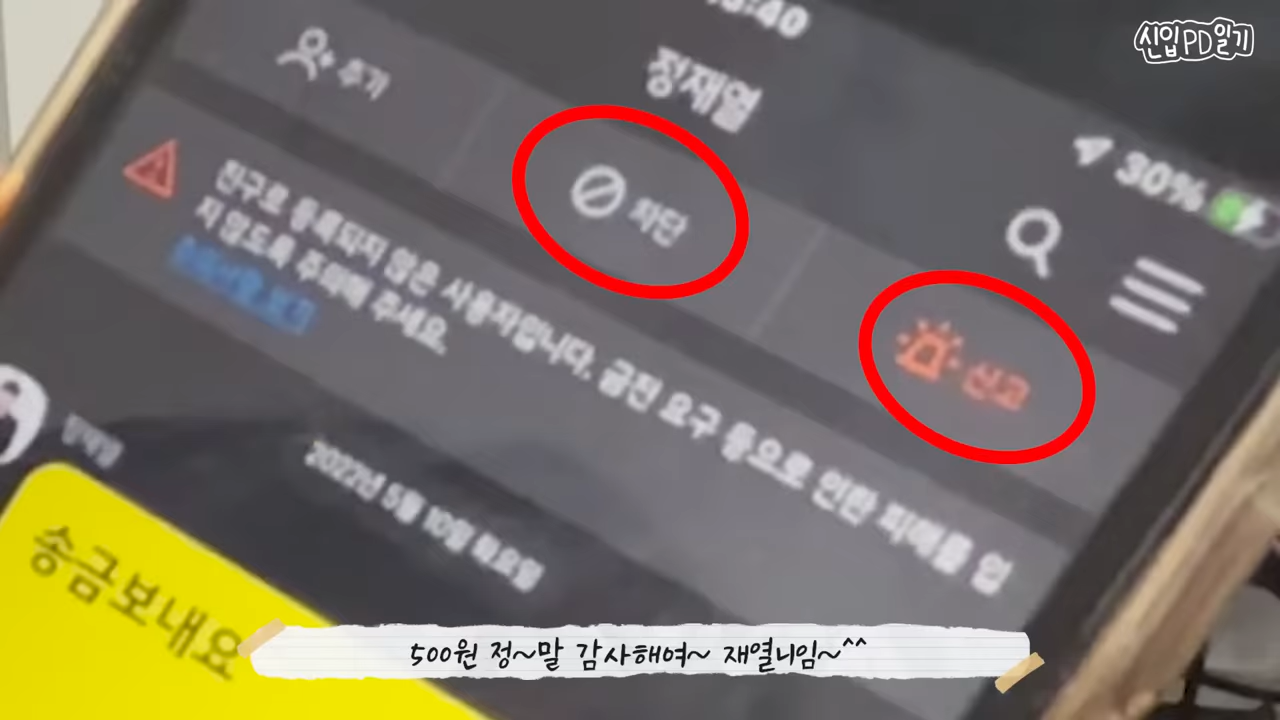 신입PD일기
:40
장재열
30%
추가
차단
신고
친구로 등록되지 않은 사용자입니다. 금전 요구 등으로 인한 피해를 입
지 않도록 주의해 주세요.
2022년 5월 10일 화요일
송금보내요
500원 정~말 감사해여~ 재열니임~^^